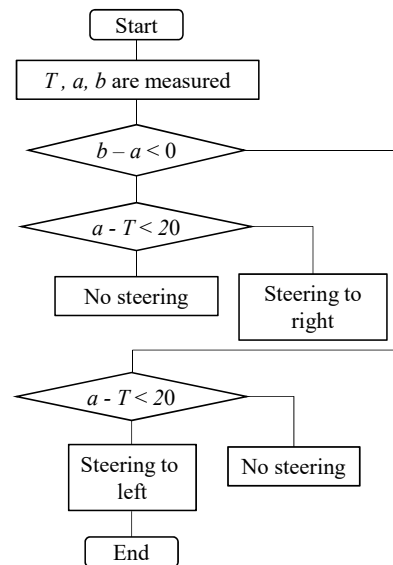 Start
T , a, b are measured
b – a < 0
a - T < 20
No steering
Steering to
right
a - T < 20
Steering to
left
No steering
End